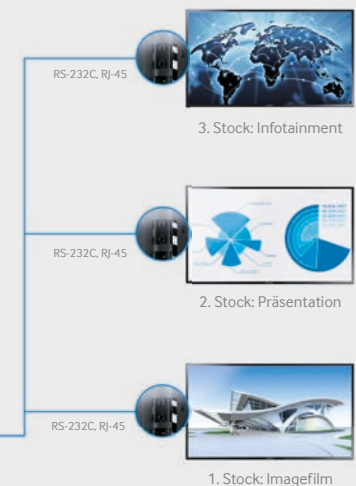 RS-232C, RJ-45
3. Stock: Infotainment
RS-232C, RJ-45
2. Stock: Präsentation
RS-232C, RJ-45
1. Stock: Imagefilm